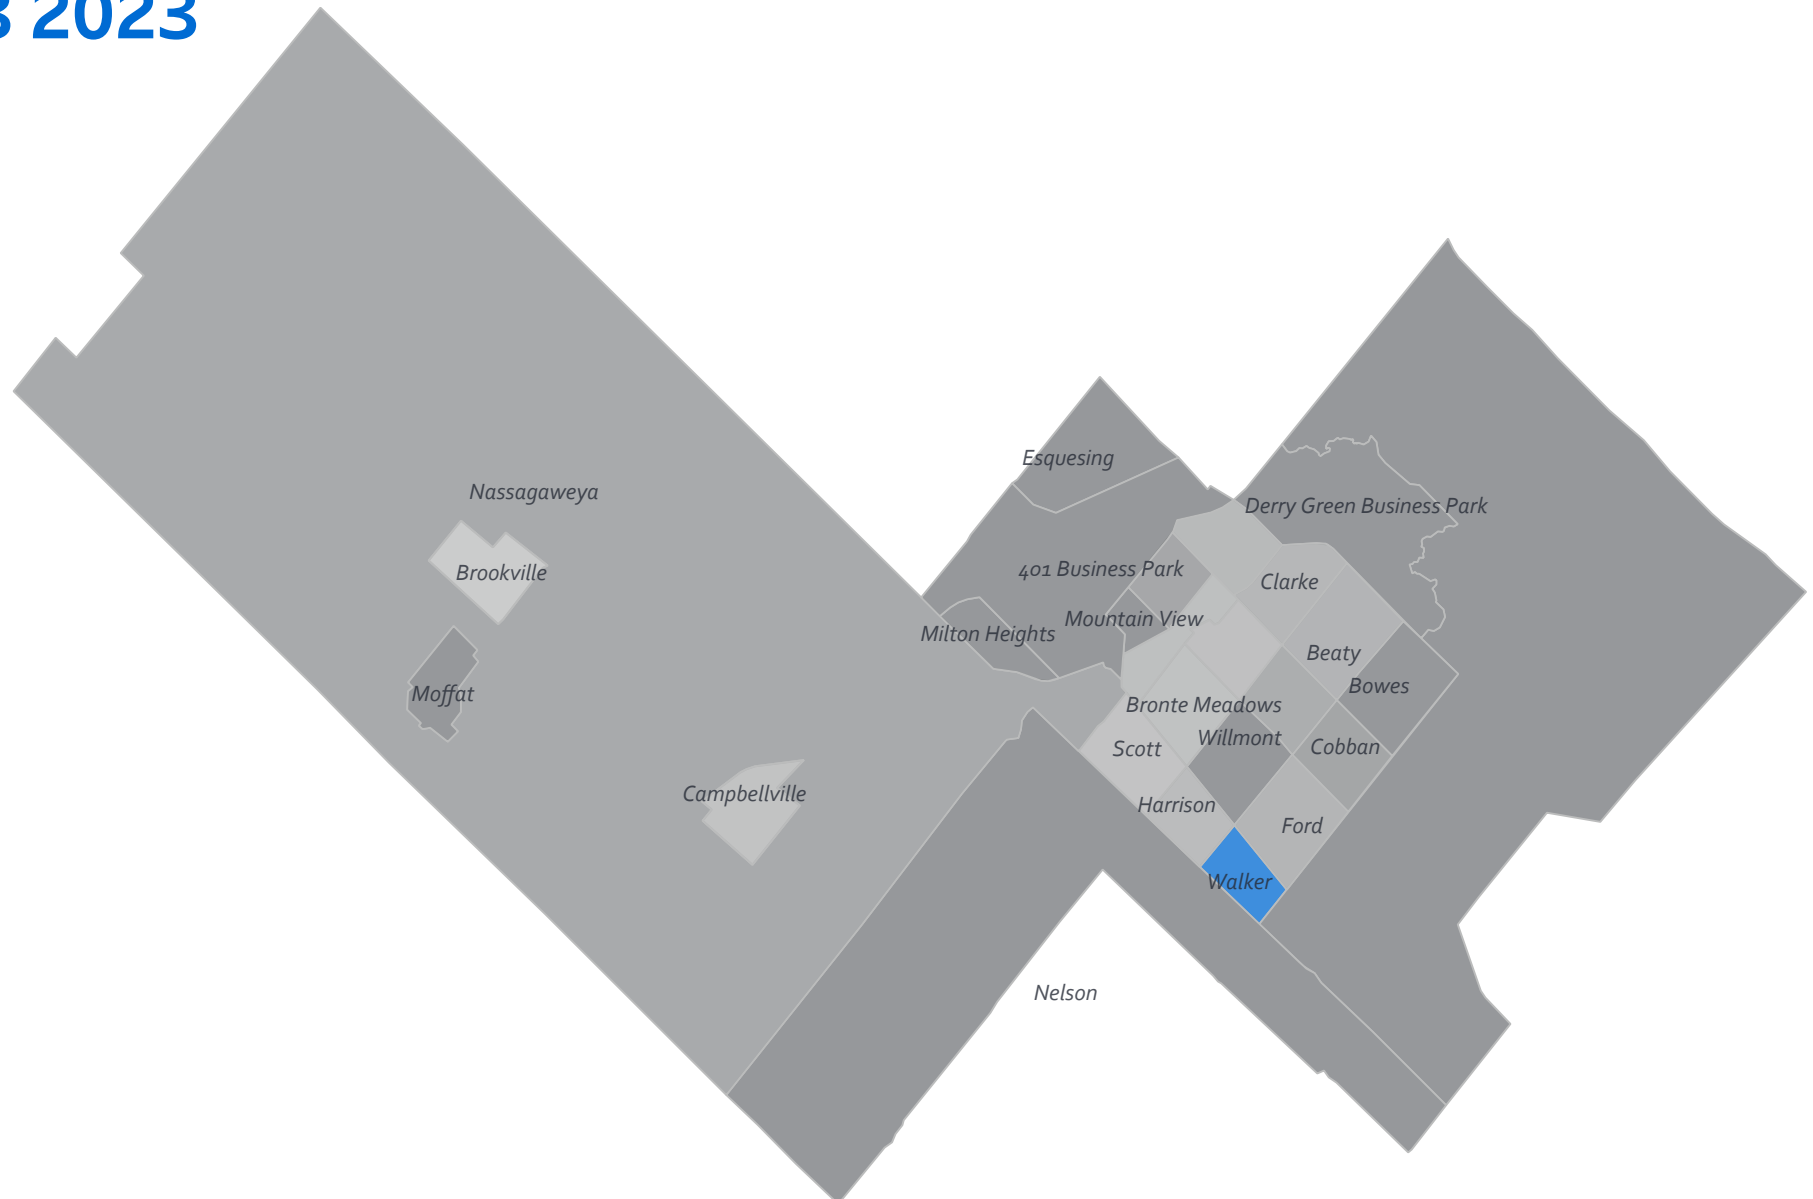 2023
Esquesing
Nassagaweya
Derry Green Business Park
Brookville
401 Business Park
Clarke
Mountain View
Milton Heights
Beaty
Bowes
Moffat
Bronte Meadows
Willmont
Scott
Cobban
Campbellville
Harrison
Ford
Walker
Nelson